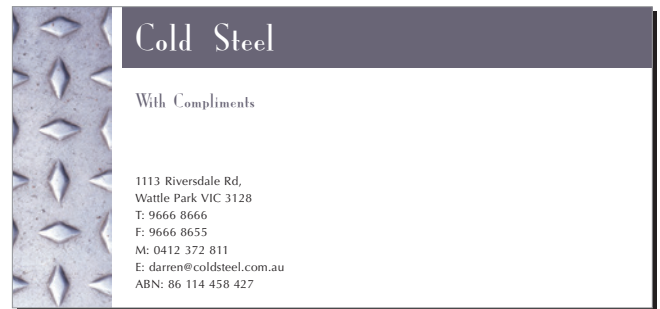 Cold Steel
With Compliments
1113 Riversdale Rd,
Wattle Park VIC 3128
T: 9666 8666
F: 9666 8655
M: 0412 372 811
E: darren@coldsteel.com.au
ABN: 86 114 458 427